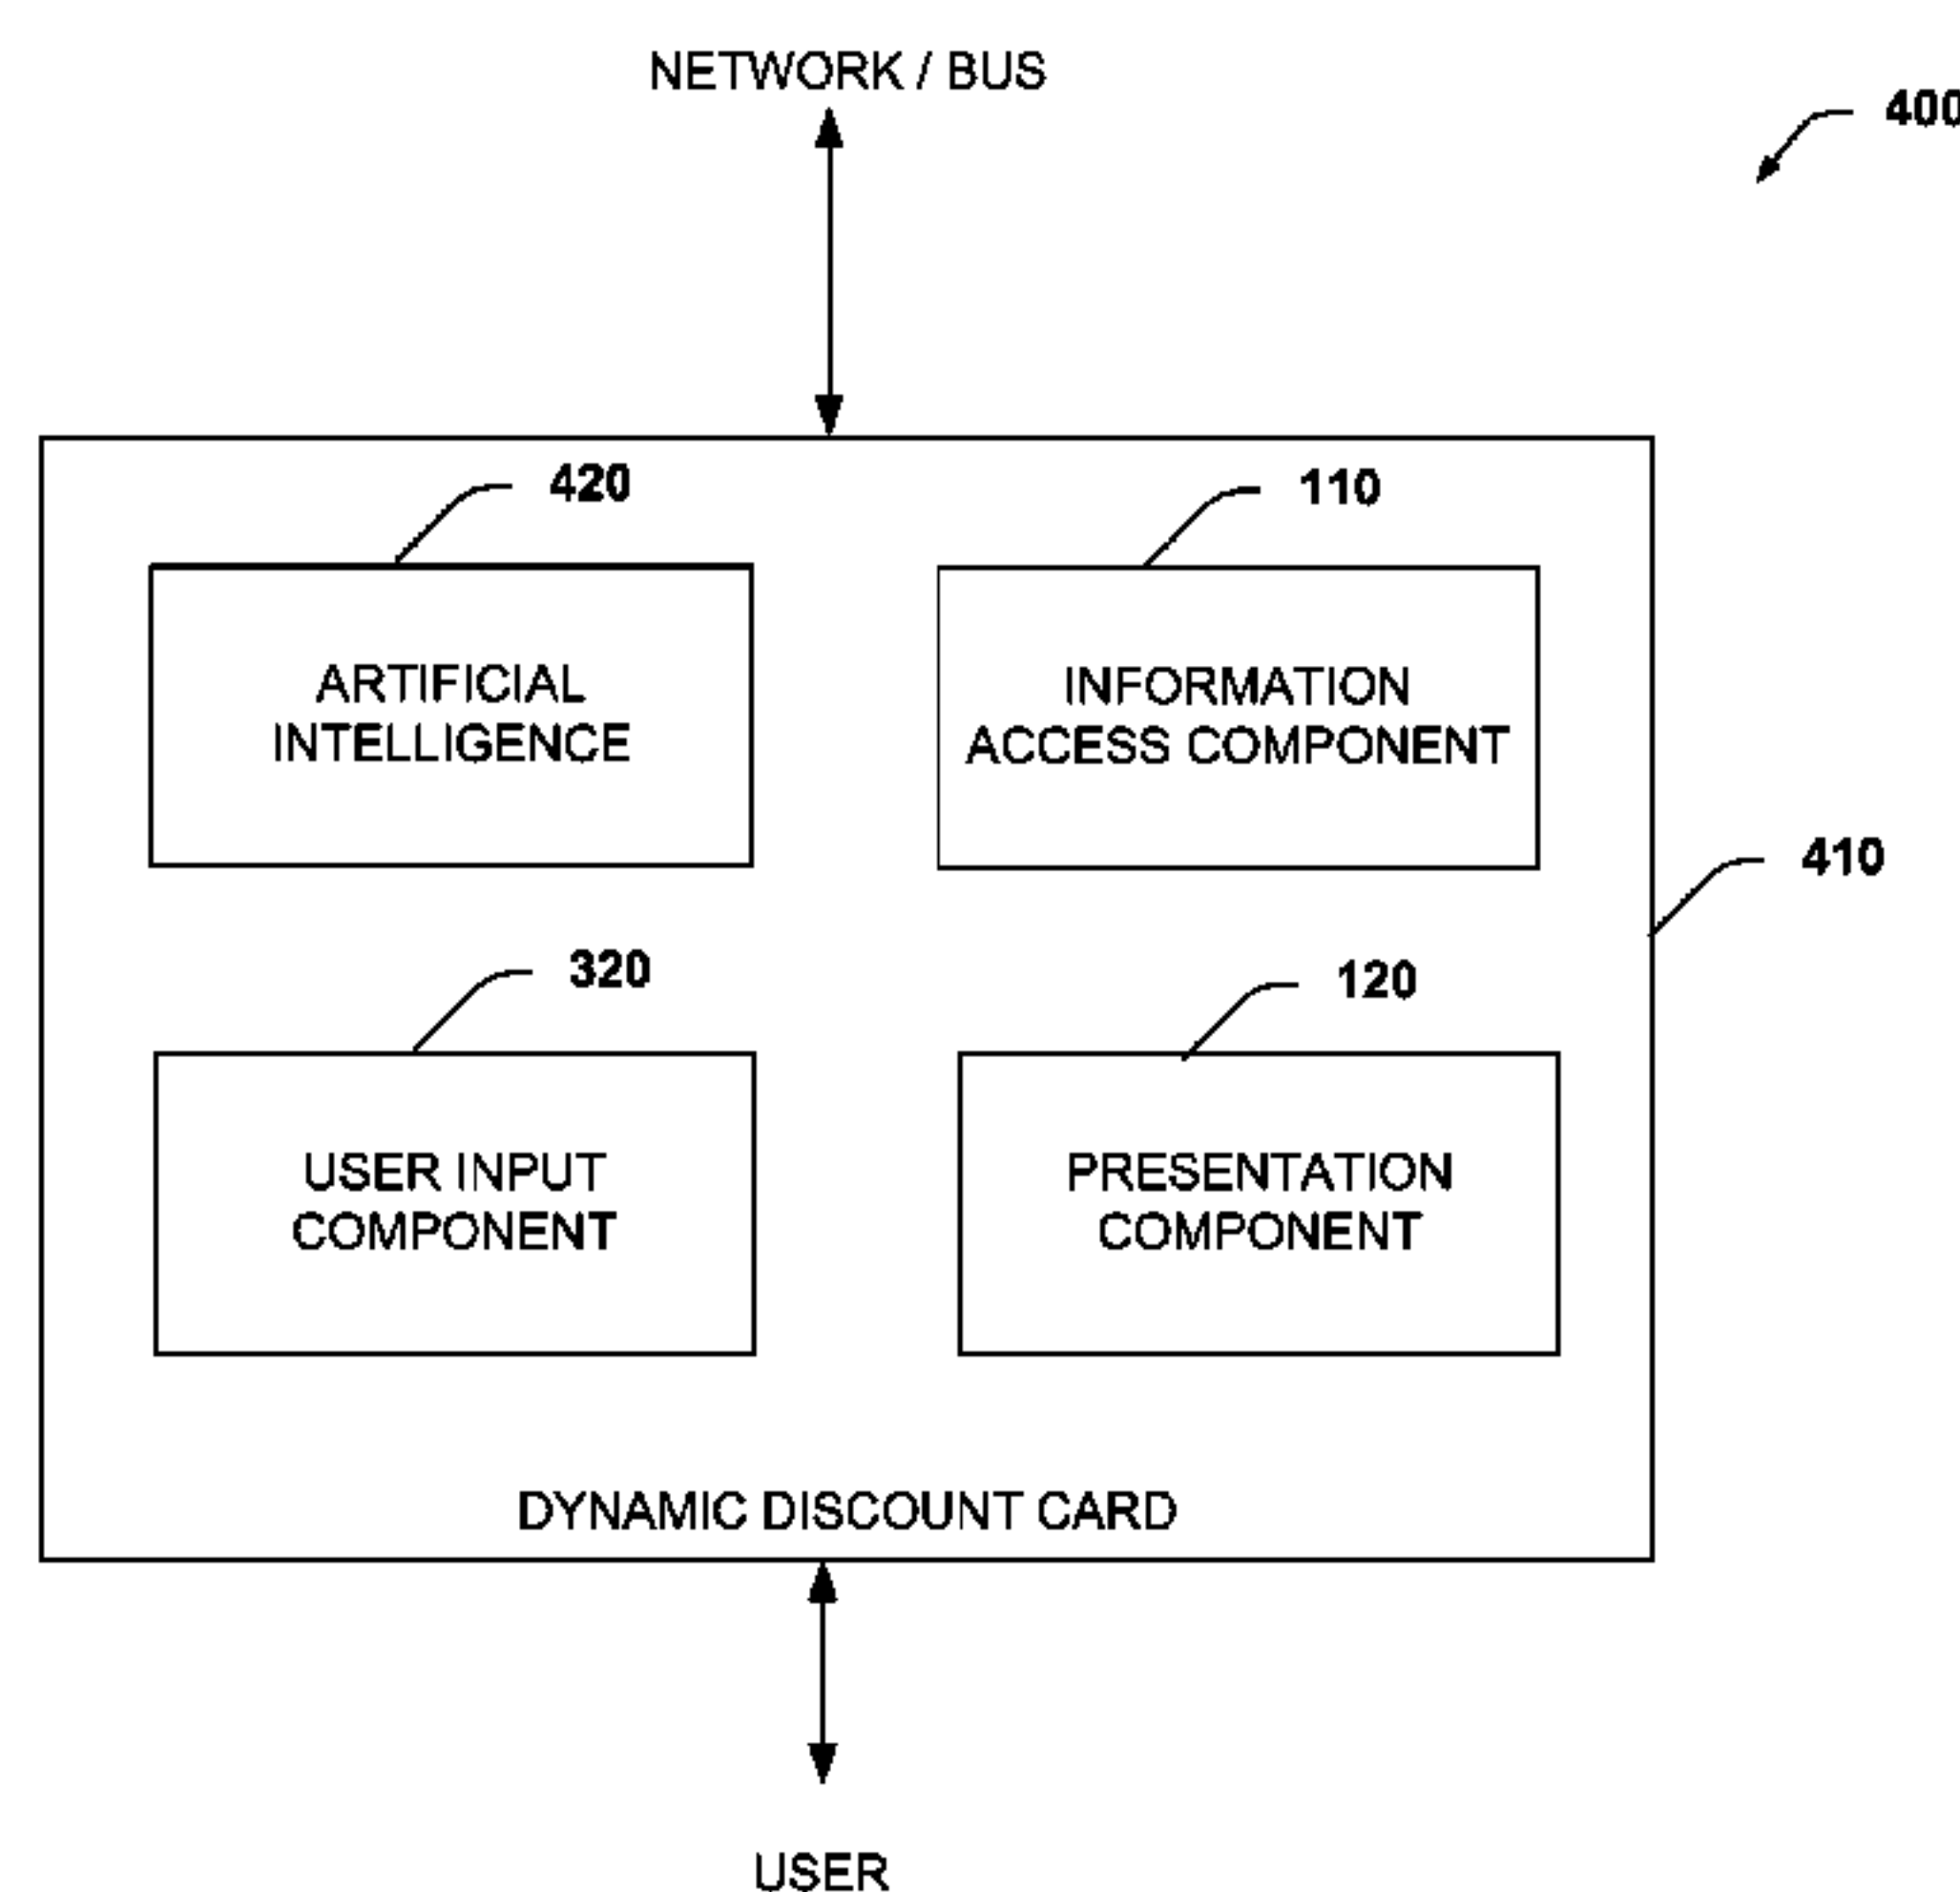 NETWORK / BUS
400
420
110
ARTIFICIAL
INTELLIGENCE
INFORMATION
ACCESS COMPONENT
410
320
120
USER INPUT
COMPONENT
PRESENTATION
COMPONENT
DYNAMIC DISCOUNT CARD
USER